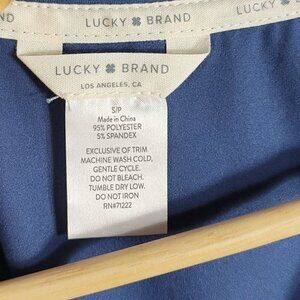 LUCKY BRAND
LUCKY BRAND
LOS ANGELES, CA
S/P
Made in China
95% POLYESTER
5% SPANDEX
EXCLUSIVE OF TRIM
MACHINE WASH COLD,
GENTLE CYCLE.
DO NOT BLEACH.
TUMBLE DRY LOW.
DO NOT IRON
RN#71222